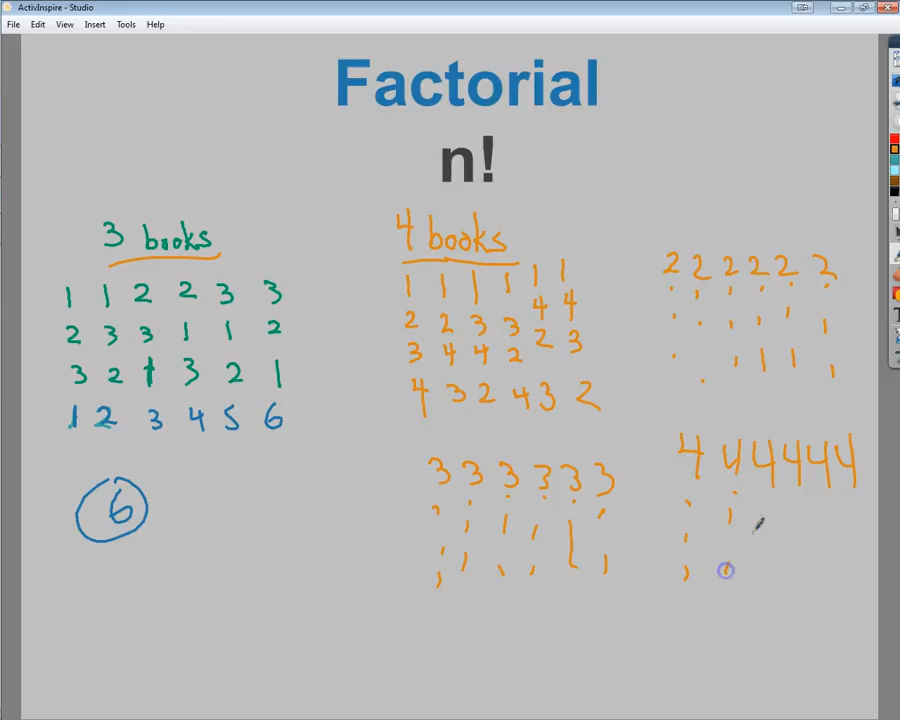 ActivInspire - Studio
File Edit View Insert Tools Help
Factorial
n!
3 books
1 1 2 2 3 3
2 3 3 1 1 2
3 2 1 3 2 1
1 2 3 4 5 6
6
4 books
1 1 1 1 1 1
2 2 3 3 4 4
3 4 4 2 2 3
4 3 2 4 3 2
2 2 2 2 2 2
3 3 3 3 3 3
4 4 4 4 4 4